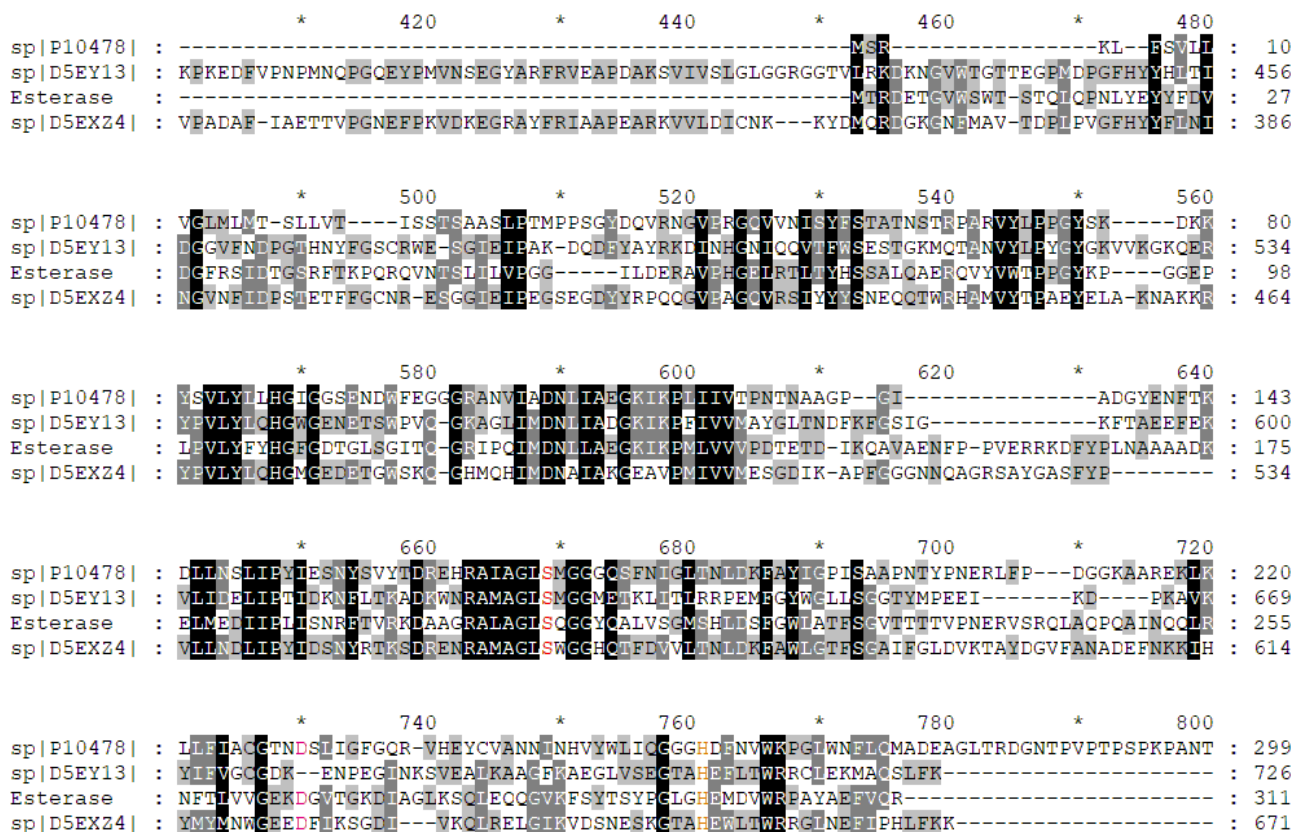 * 420 * 440 * 460 * 480
sp|P10478| : ----------------------------------------------------MSR----------------KL--FSVLL : 10
sp|D5EY13| : KPKEDFVPNPMNQPGQEYPMVNSEGYARFRVEAPDAKSVIVSLGLGGRGGTVLRKDKNGVWTGTTEGPMDPGFHYYHLTI : 456
Esterase : ----------------------------------------------------MTRDETGVWSWT-STQLQPNLYEYYFDV : 27
sp|D5EXZ4| : VPADAF-IAETTVPGNEFPKVDKEGRAYFRIAAPEARKVVLDICNK---KYDMQRDGKGNFMAV-TDPLPVGFHYYFLNI : 386
* 500 * 520 * 540 * 560
sp|P10478| : VGLMLMT-SLLVT----ISSTSAASLPTMPPSGYDQVRNGVPRGQVVNISYFSTATNSTRPARVYLPPGYSK-----DKK : 80
sp|D5EY13| : DGGVFNDPGTHNYFGSCRWE-SGIEIPAK-DQDFYAYRKDINHGNIQQVTFWSESTGKMQTANVYLPYGYGKVVKGKQER : 534
Esterase : DGFRSIDTGSRFTKPQRQVNTSLILVPGG-----ILDERAVPHGELRTLTYHSSALQAERQVYVWTPPGYKP----GGEP : 98
sp|D5EXZ4| : NGVNFIDPSTETFFGCNR-ESGGIEIPEGSEGDYYRPQQGVPAGQVRSIYYYSNEQQTWRHAMVYTPAEYELA-KNAKKR : 464
* 580 * 600 * 620 * 640
sp|P10478| : YSVLYLLHGIGGSENDWFEGGGRANVIADNLIAEGKIKPLIIVTPNTNAAGP--GI-------------ADGYENFTK : 143
sp|D5EY13| : YPVLYLQHGWGENETSWPVQ-GKAGLIMDNLIADGKIKPFIVVMAYGLTNDFKFGSIG-----------KFTAEEFEK : 600
Esterase : LPVLYFYHGFGDTGLSGITQ-GRIPQIMDNLLAEGKIKPMLVVVPDTETD-IKQAVAENFP-PVERRKDFYPLNAAAADK : 175
sp|D5EXZ4| : YPVLYLQHGMGEDETGWSKQ-GHMQHIMDNAIAKGEAVPMIVVMESGDIK-APFGGGNNQAGRSAYGASFYP-------- : 534
* 660 * 680 * 700 * 720
sp|P10478| : DLLNSLIPYIESNYSVYTDREHRAIAGLSMGGGQSFNIGLTNLDKFAYIGPISAAPNTYPNERLFP---DGGKAAREKLK : 220
sp|D5EY13| : VLIDELIPTIDKNFLTKADKWNRAMAGLSMGGMETKLITLRRPEMFGYWGLLSGGTYMPEEI----KD-----PKAVK : 669
Esterase : ELMEDIIPLISNRFTVRKDAAGRALAGLSQGGYQALVSGMSHLDSFGWLATFSGVTTTTVPNERVSRQLAQPQAINQQLR : 255
sp|D5EXZ4| : VLLNDLIPYIDSNYRTKSDRENRAMAGLSWGGHQTFDVVLTNLDKFAWLGTFSGAIFGLDVKTAYDGVFANADEFNKKIH : 614
* 740 * 760 * 780 * 800
sp|P10478| : LLFIACGTNDSLIGFGQR-VHEYCVANNINHVYWLIQGGGHDFNVWKPGLWNFLQMADEAGLTRDGNTPVPTPSPKPANT : 299
sp|D5EY13| : YIFVGCGDK--ENPEGINKSVEALKAAGFKAEGLVSEGTAHEFLTWRRCLEKMAQSLFK--------------------- : 726
Esterase : NFTLVVGEKDGVTGKDIAGLKSQLEQQGVKFSYTSYPGLGHEMDVWRPAYAEFVQR------------------------ : 311
sp|D5EXZ4| : YMYMNWGEEDFIKSGDI---VKQLRELGIKVDSNESKGTAHEWLTWRRGLNEFIPHLFKK-------------------- : 671